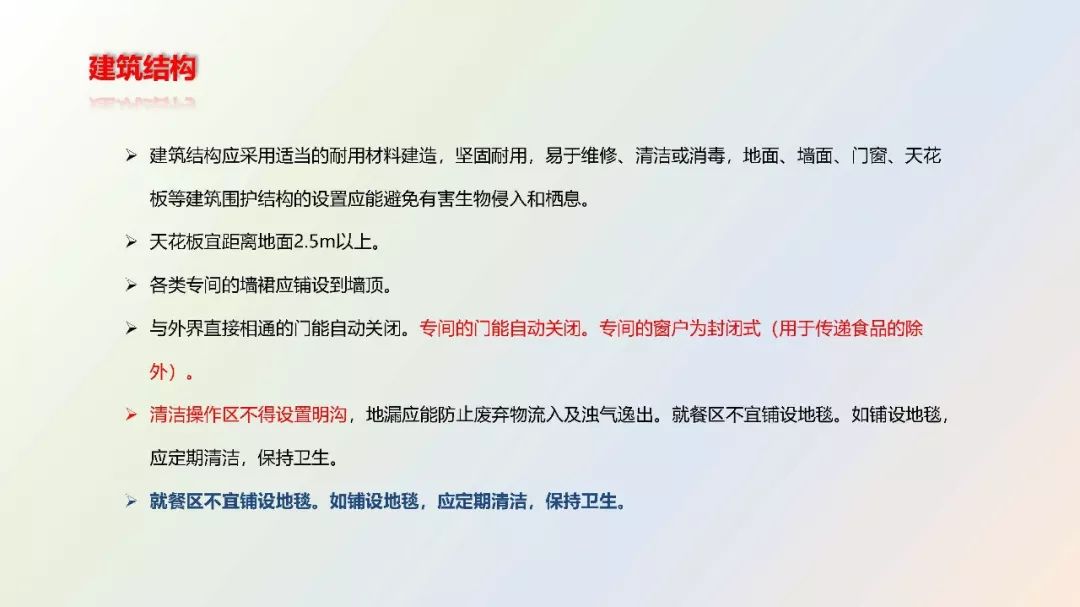 建筑结构
➢ 建筑结构应采用适当的耐用材料建造，坚固耐用，易于维修、清洁或消毒，地面、墙面、门窗、天花
板等建筑围护结构的设置应能避免有害生物侵入和栖息。
➢ 天花板宜距离地面2.5m以上。
➢ 各类专间的墙裙应铺设到墙顶。
➢ 与外界直接相通的门能自动关闭。专间的门能自动关闭。专间的窗户为封闭式（用于传递食品的除
外）。
➢ 清洁操作区不得设置明沟，地漏应能防止废弃物流入及浊气逸出。就餐区不宜铺设地毯。如铺设地毯，
应定期清洁，保持卫生。
➢ 就餐区不宜铺设地毯。如铺设地毯，应定期清洁，保持卫生。